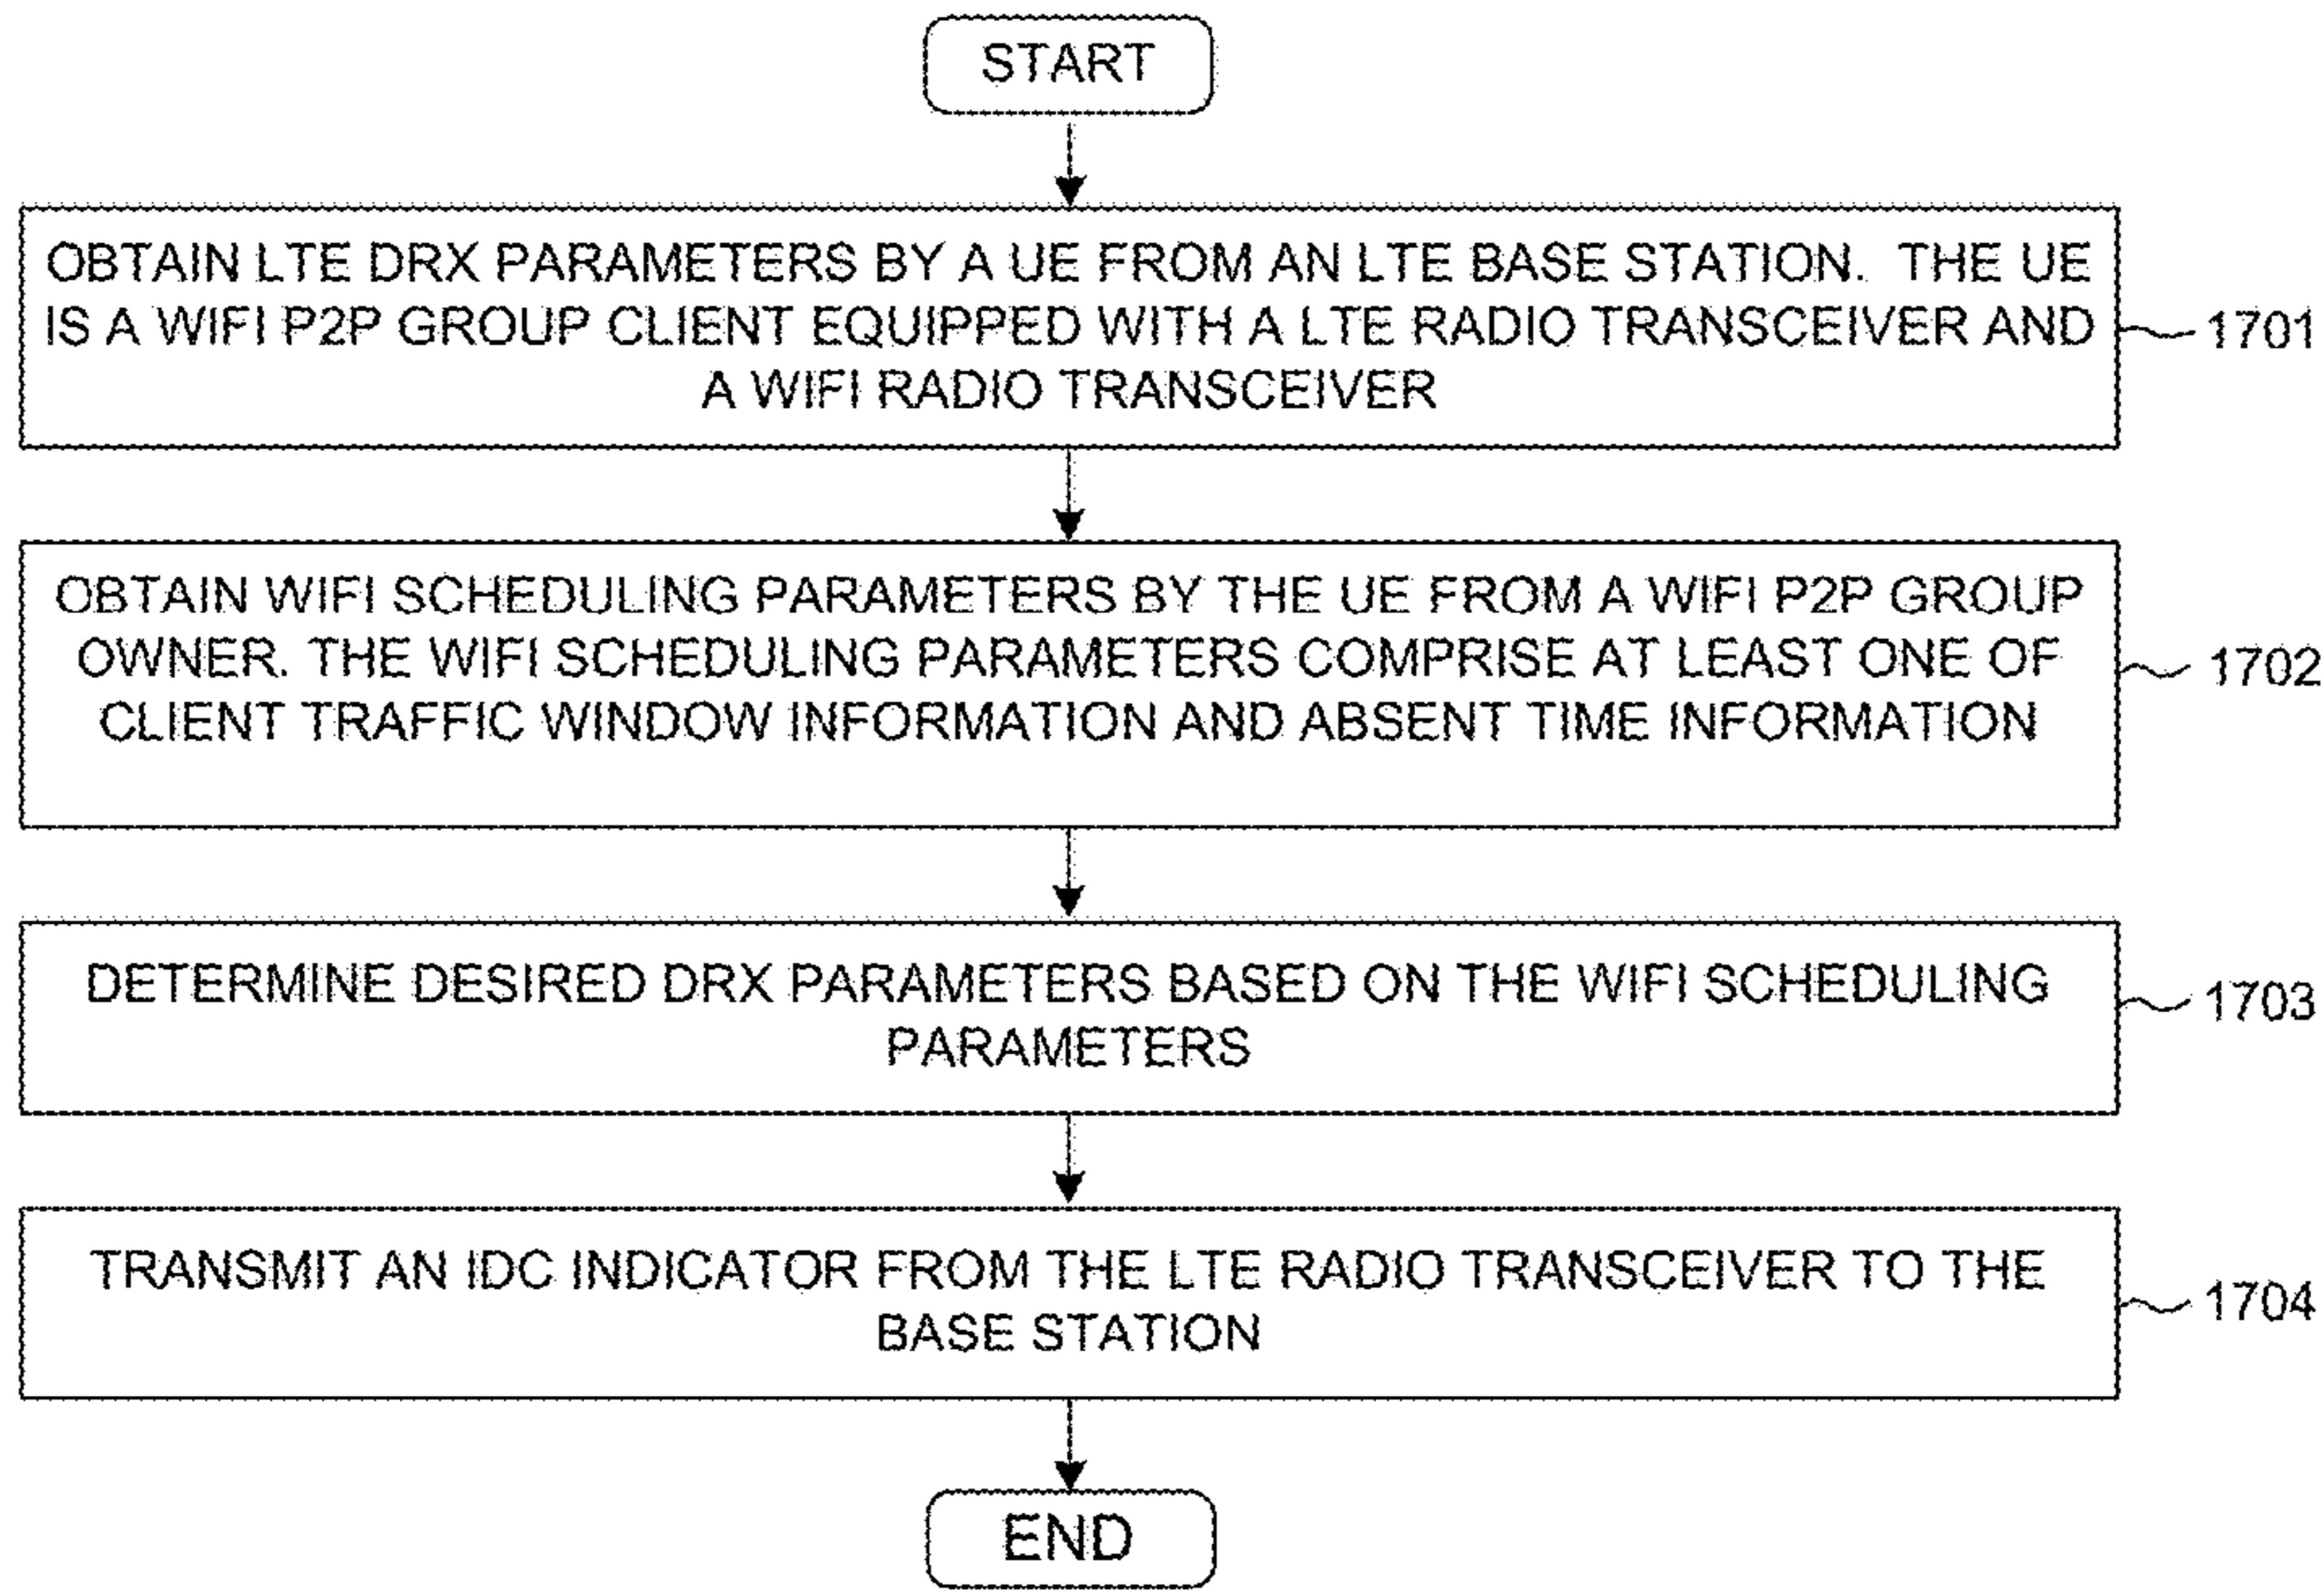 START
OBTAIN LTE DRX PARAMETERS BY A UE FROM AN LTE BASE STATION. THE UE
IS A WIFI P2P GROUP CLIENT EQUIPPED WITH A LTE RADIO TRANSCEIVER AND
A WIFI RADIO TRANSCEIVER
1701
OBTAIN WIFI SCHEDULING PARAMETERS BY THE UE FROM A WIFI P2P GROUP
OWNER. THE WIFI SCHEDULING PARAMETERS COMPRISE AT LEAST ONE OF
CLIENT TRAFFIC WINDOW INFORMATION AND ABSENT TIME INFORMATION
1702
DETERMINE DESIRED DRX PARAMETERS BASED ON THE WIFI SCHEDULING
PARAMETERS
1703
TRANSMIT AN IDC INDICATOR FROM THE LTE RADIO TRANSCEIVER TO THE
BASE STATION
1704
END